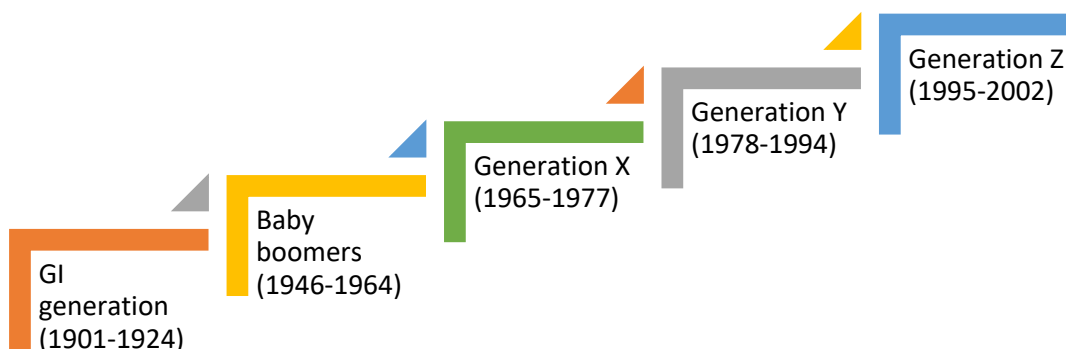 GI
generation
(1901-1924)
Baby
boomers
(1946-1964)
Generation X
(1965-1977)
Generation Y
(1978-1994)
Generation Z
(1995-2002)